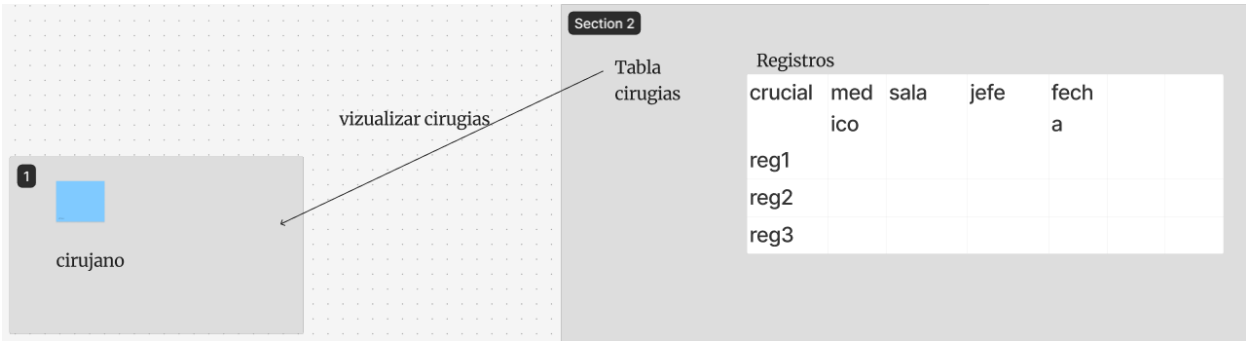 Section 2
Tabla
cirugias
Registros
crucial med sala jefe fech
ico a
reg1
reg2
reg3
vizualizar cirugias
1
cirujano